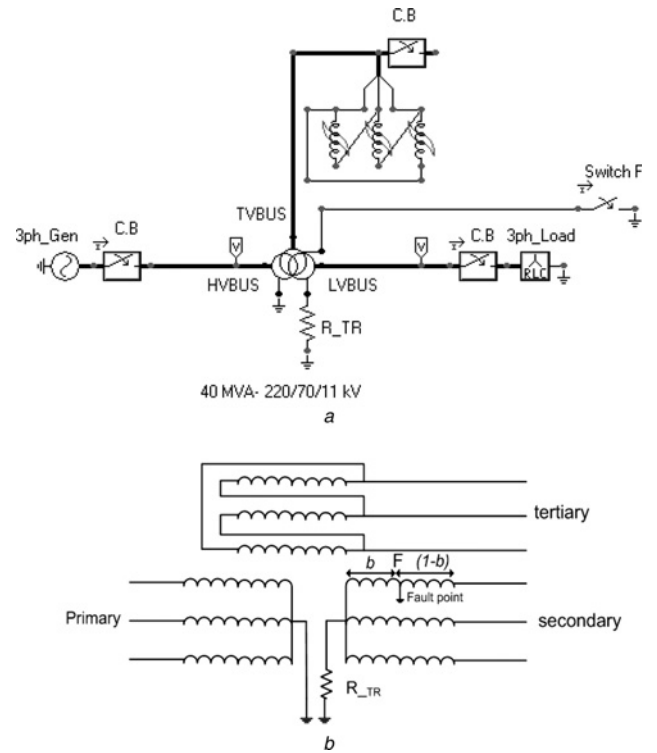 C.B
Switch F
TVBUS
3ph_Gen
C.B
V
V
C.B
3ph_Load
HVBUS
LVBUS
RLC
R_TR
40 MVA- 220/70/11 kV
a
tertiary
b F (1-b)
Fault point
Primary
secondary
R_TR
b